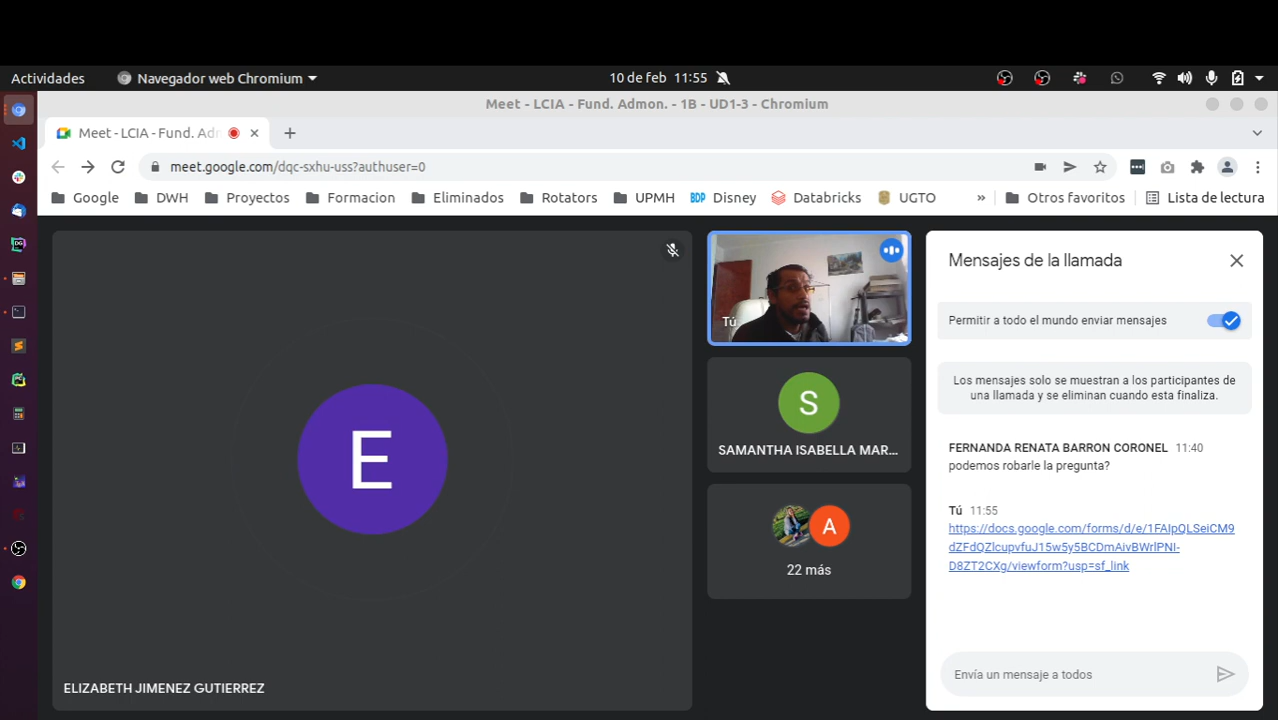 Actividades
Navegador web Chromium
10 de feb 11:55
Meet - LCIA - Fund. Admon. - 1B - UD1-3 - Chromium
Meet - LCIA - Fund. Adm
meet.google.com/dqc-sxhu-uss?authuser=0
Google
DWH
Proyectos
Formacion
Eliminados
Rotators
UPMH
BDP Disney
Databricks
UGTO
»
Otros favoritos
Lista de lectura
E
ELIZABETH JIMENEZ GUTIERREZ
Tú
S
SAMANTHA ISABELLA MAR...
A
22 más
Mensajes de la llamada
Permitir a todo el mundo enviar mensajes
Los mensajes solo se muestran a los participantes de
una llamada y se eliminan cuando esta finaliza.
FERNANDA RENATA BARRON CORONEL 11:40
podemos robarle la pregunta?
Tú 11:55
https://docs.google.com/forms/d/e/1FAIpQLSeiCM9
dZFdQZlcupvfuJ15w5y5BCDmAivBWrlPNI-
D8ZT2CXg/viewform?usp=sf_link
Envía un mensaje a todos